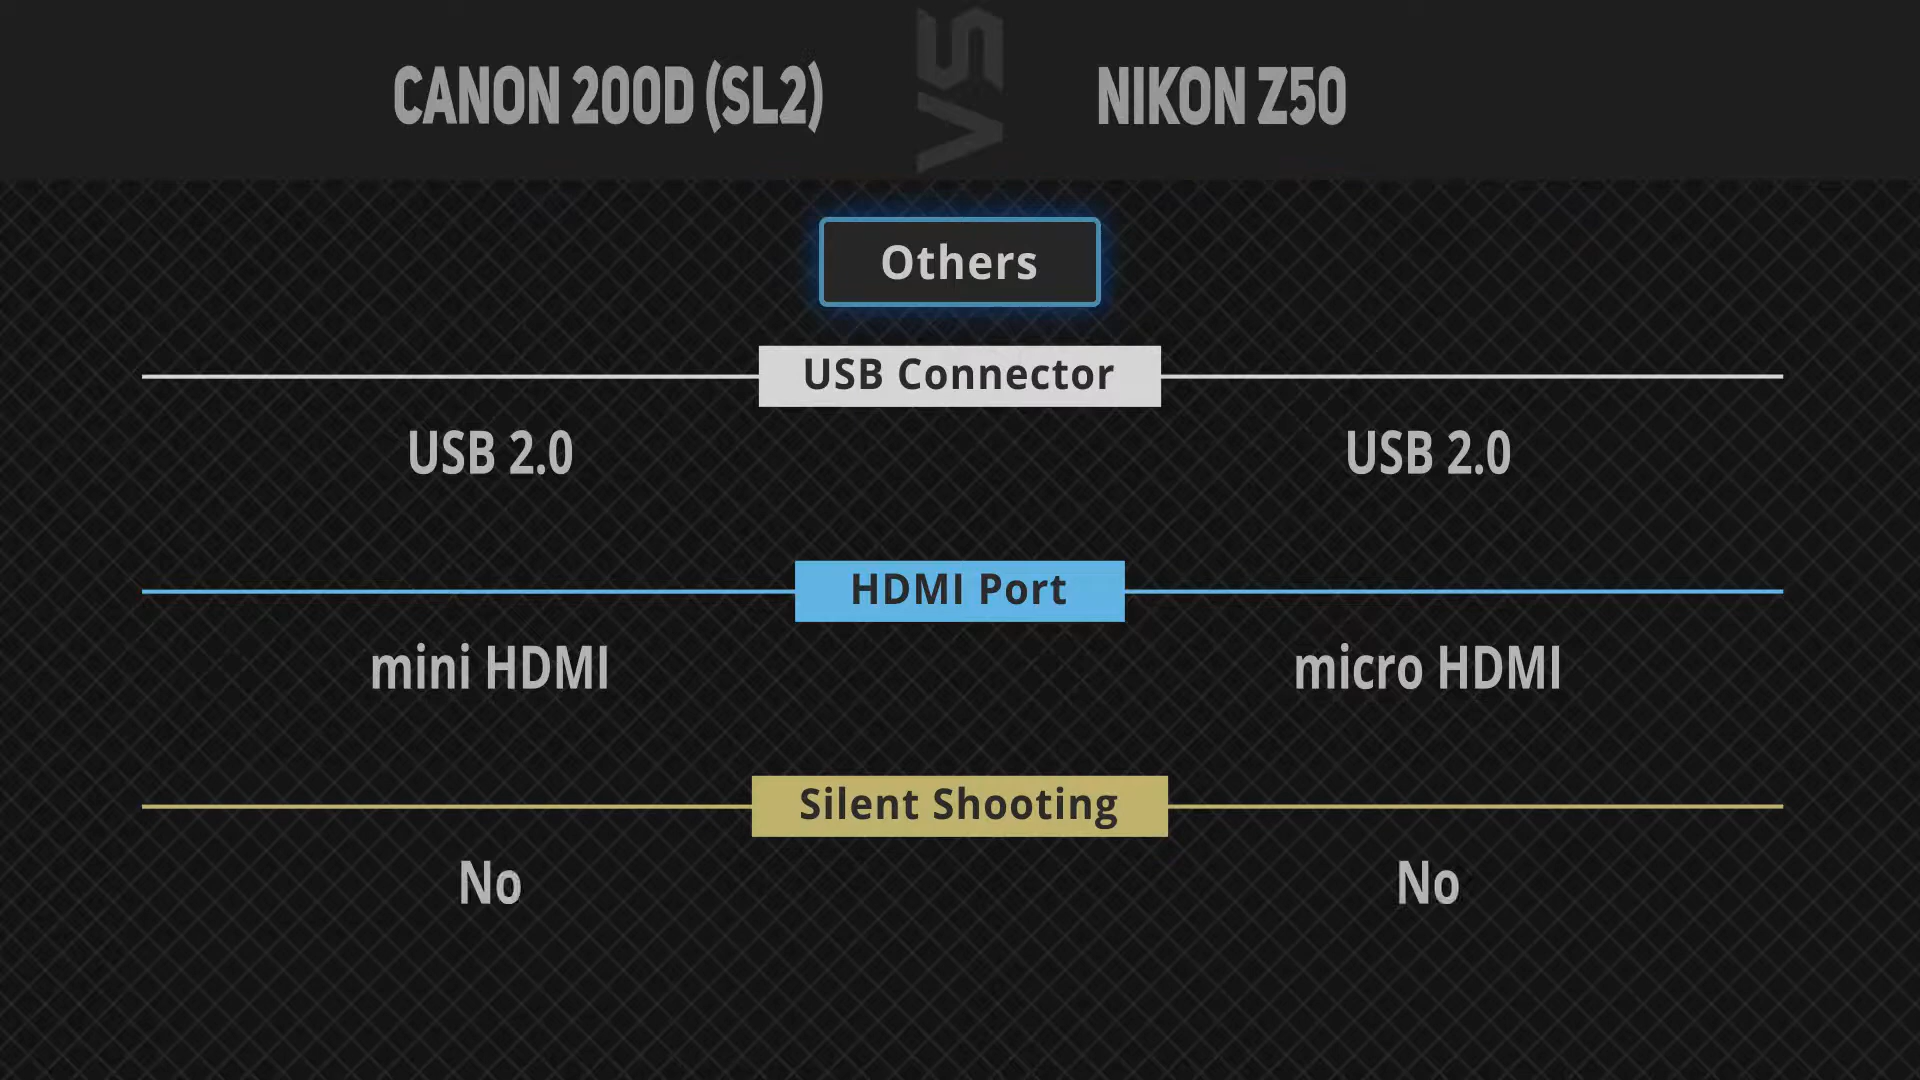 CANON 200D (SL2)
VS
NIKON Z50
Others
USB Connector
USB 2.0
USB 2.0
HDMI Port
mini HDMI
micro HDMI
Silent Shooting
No
No